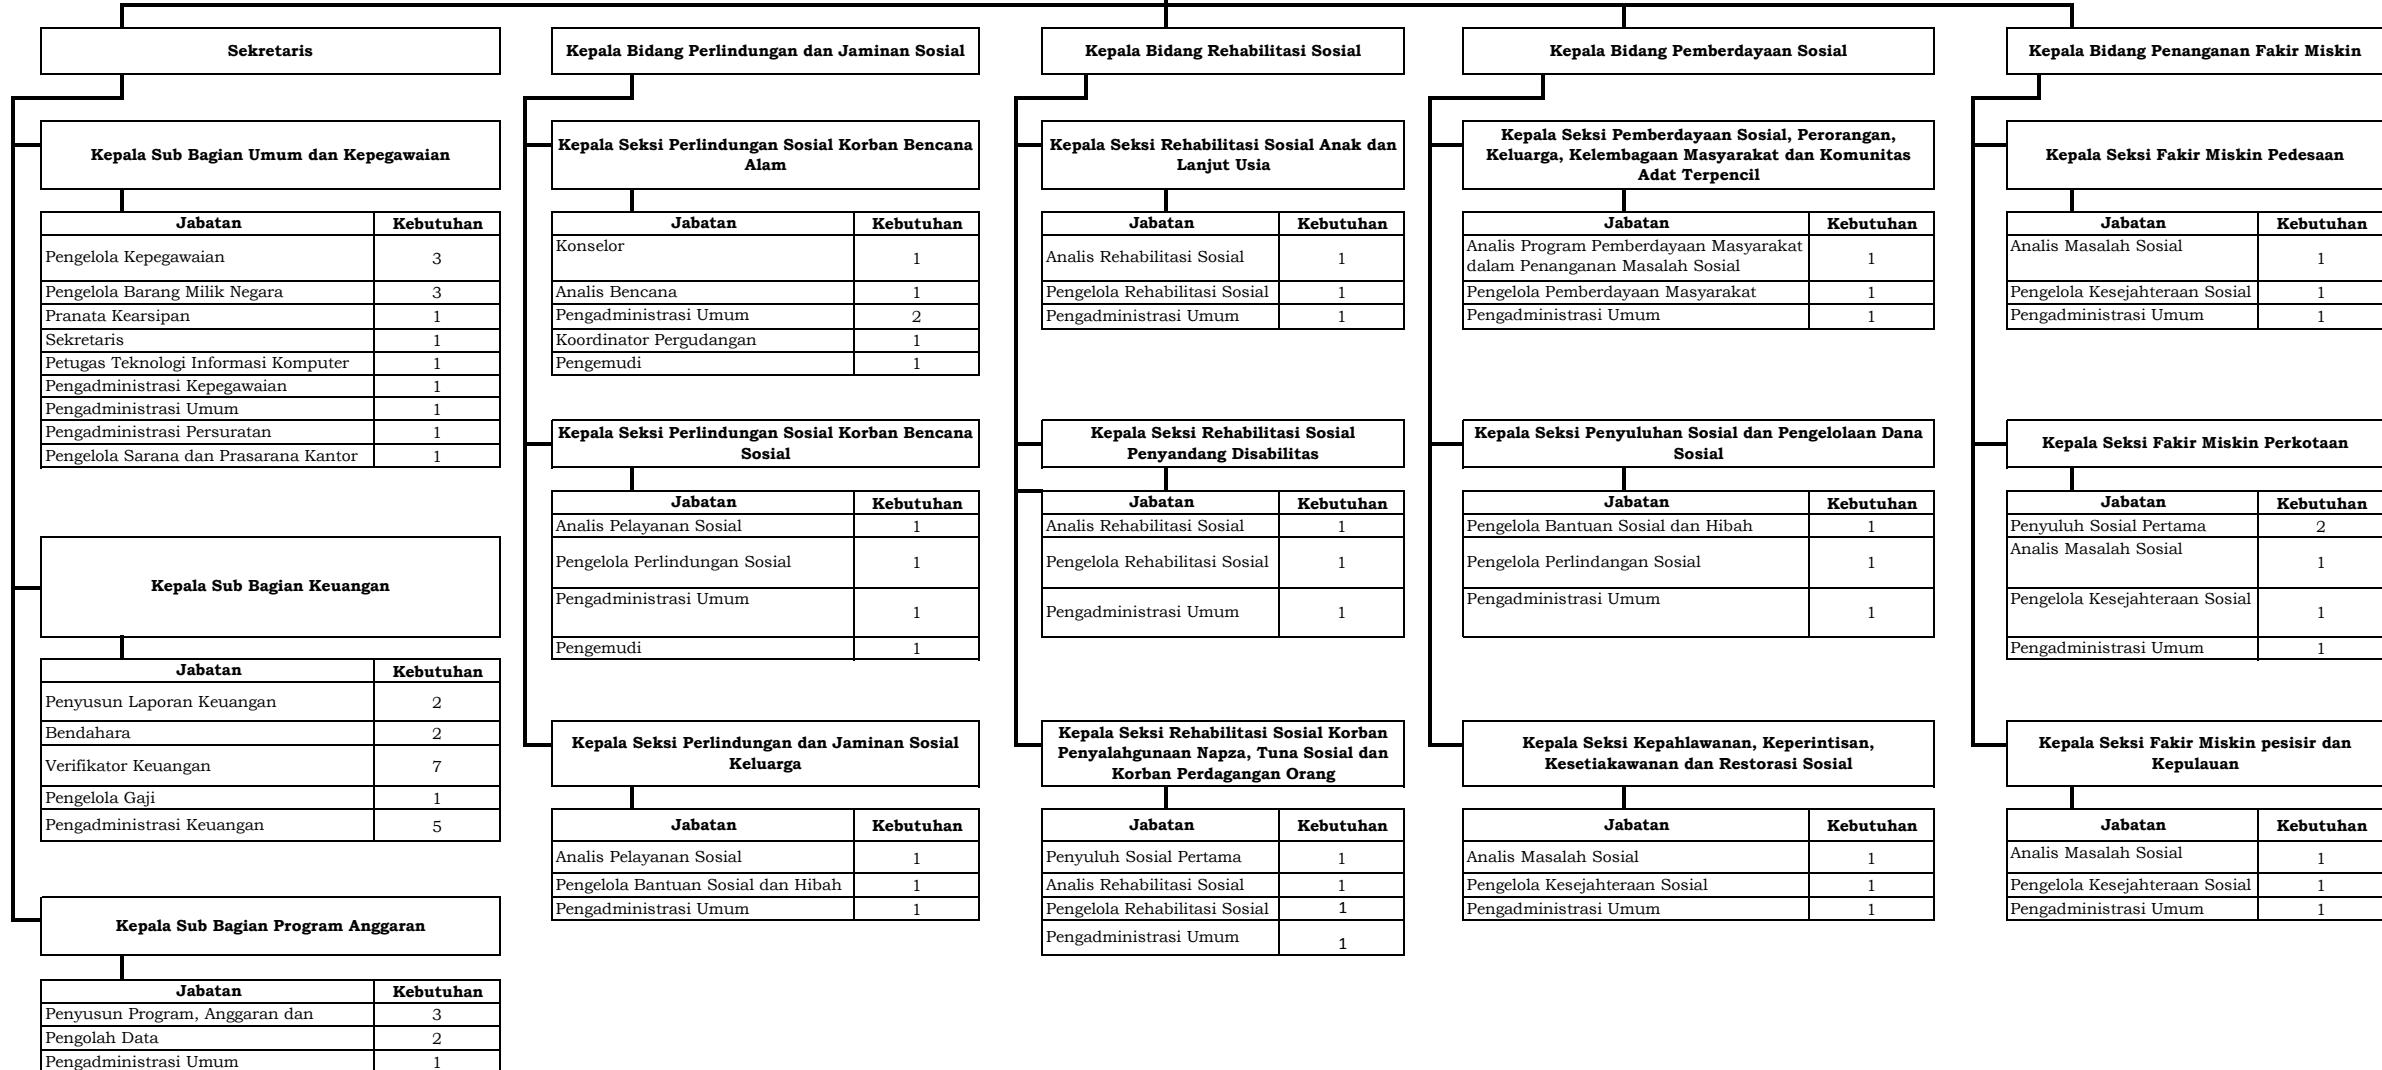 Sekretaris
Kepala Bidang Perlindungan dan Jaminan Sosial
Kepala Bidang Rehabilitasi Sosial
Kepala Bidang Pemberdayaan Sosial
Kepala Bidang Penanganan Fakir Miskin
Kepala Sub Bagian Umum dan Kepegawaian
Jabatan Kebutuhan
Pengelola Kepegawaian 3
Pengelola Barang Milik Negara 3
Pranata Kearsipan 1
Sekretaris 1
Petugas Teknologi Informasi Komputer 1
Pengadministrasi Kepegawaian 1
Pengadministrasi Umum 1
Pengadministrasi Persuratan 1
Pengelola Sarana dan Prasarana Kantor 1
Kepala Sub Bagian Keuangan
Jabatan Kebutuhan
Penyusun Laporan Keuangan 2
Bendahara 2
Verifikator Keuangan 7
Pengelola Gaji 1
Pengadministrasi Keuangan 5
Kepala Sub Bagian Program Anggaran
Jabatan Kebutuhan
Penyusun Program, Anggaran dan 3
Pengolah Data 2
Pengadministrasi Umum 1
Kepala Seksi Perlindungan Sosial Korban Bencana
Alam
Jabatan Kebutuhan
Konselor 1
Analis Bencana 1
Pengadministrasi Umum 2
Koordinator Pergudangan 1
Pengemudi 1
Kepala Seksi Perlindungan Sosial Korban Bencana
Sosial
Jabatan Kebutuhan
Analis Pelayanan Sosial 1
Pengelola Perlindungan Sosial 1
Pengadministrasi Umum 1
Pengemudi 1
Kepala Seksi Perlindungan dan Jaminan Sosial
Keluarga
Jabatan Kebutuhan
Analis Pelayanan Sosial 1
Pengelola Bantuan Sosial dan Hibah 1
Pengadministrasi Umum 1
Kepala Seksi Rehabilitasi Sosial Anak dan
Lanjut Usia
Jabatan Kebutuhan
Analis Rehabilitasi Sosial 1
Pengelola Rehabilitasi Sosial 1
Pengadministrasi Umum 1
Kepala Seksi Rehabilitasi Sosial
Penyandang Disabilitas
Jabatan Kebutuhan
Analis Rehabilitasi Sosial 1
Pengelola Rehabilitasi Sosial 1
Pengadministrasi Umum 1
Kepala Seksi Rehabilitasi Sosial Korban
Penyalahgunaan Napza, Tuna Sosial dan
Korban Perdagangan Orang
Jabatan Kebutuhan
Penyuluh Sosial Pertama 1
Analis Rehabilitasi Sosial 1
Pengelola Rehabilitasi Sosial 1
Pengadministrasi Umum 1
Kepala Seksi Pemberdayaan Sosial, Perorangan,
Keluarga, Kelembagaan Masyarakat dan Komunitas
Adat Terpencil
Jabatan Kebutuhan
Analis Program Pemberdayaan Masyarakat
dalam Penanganan Masalah Sosial 1
Pengelola Pemberdayaan Masyarakat 1
Pengadministrasi Umum 1
Kepala Seksi Penyuluhan Sosial dan Pengelolaan Dana
Sosial
Jabatan Kebutuhan
Pengelola Bantuan Sosial dan Hibah 1
Pengelola Perlindangan Sosial 1
Pengadministrasi Umum 1
Kepala Seksi Kepahlawanan, Keperintisan,
Kesetiakawanan dan Restorasi Sosial
Jabatan Kebutuhan
Analis Masalah Sosial 1
Pengelola Kesejahteraan Sosial 1
Pengadministrasi Umum 1
Kepala Seksi Fakir Miskin Pedesaan
Jabatan Kebutuhan
Analis Masalah Sosial 1
Pengelola Kesejahteraan Sosial 1
Pengadministrasi Umum 1
Kepala Seksi Fakir Miskin Perkotaan
Jabatan Kebutuhan
Penyuluh Sosial Pertama 2
Analis Masalah Sosial 1
Pengelola Kesejahteraan Sosial 1
Pengadministrasi Umum 1
Kepala Seksi Fakir Miskin pesisir dan
Kepulauan
Jabatan Kebutuhan
Analis Masalah Sosial 1
Pengelola Kesejahteraan Sosial 1
Pengadministrasi Umum 1